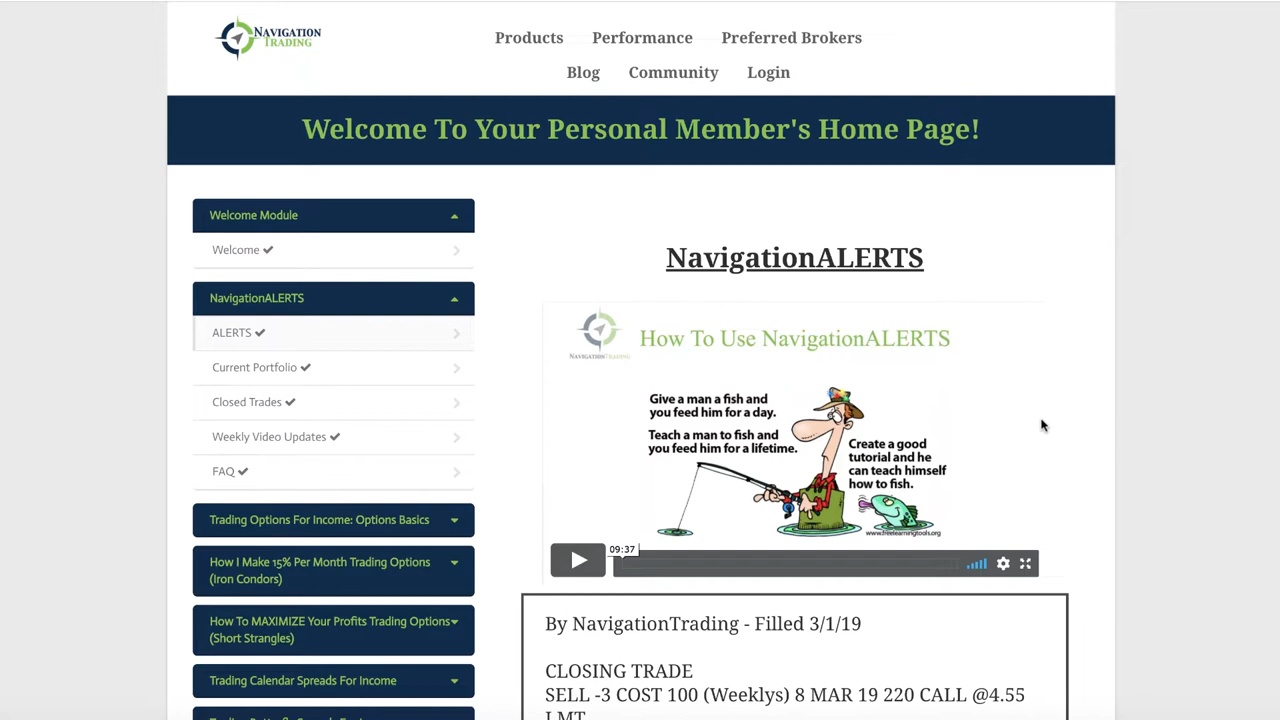 NAVIGATION
TRADING
Products
Performance
Preferred Brokers
Blog
Community
Login
Welcome To Your Personal Member's Home Page!
Welcome Module
Welcome
NavigationALERTS
ALERTS
Current Portfolio
Closed Trades
Weekly Video Updates
FAQ
Trading Options For Income: Options Basics
How I Make 15% Per Month Trading Options
(Iron Condors)
How To MAXIMIZE Your Profits Trading Options
(Short Strangles)
Trading Calendar Spreads For Income
NavigationALERTS
NAVIGATIONTRADING
How To Use NavigationALERTS
Give a man a fish and
you feed him for a day.
Teach a man to fish and
you feed him for a lifetime.
Create a good
tutorial and he
can teach himself
how to fish.
www.freelearningtools.org
09:37
By NavigationTrading - Filled 3/1/19
CLOSING TRADE
SELL -3 COST 100 (Weeklys) 8 MAR 19 220 CALL @4.55
LMT